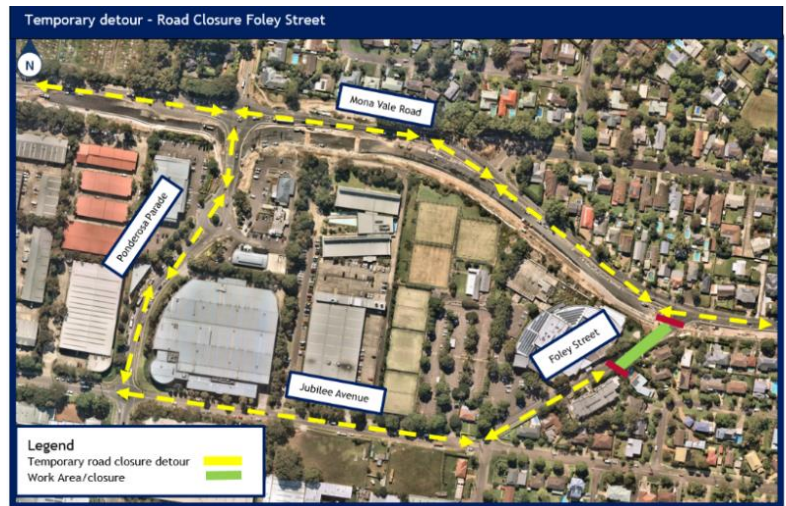 Temporary detour - Road Closure Foley Street
N
Mona Vale Road
Ponderosa Parade
Foley Street
Jubilee Avenue
Legend
Temporary road closure detour
Work Area/closure